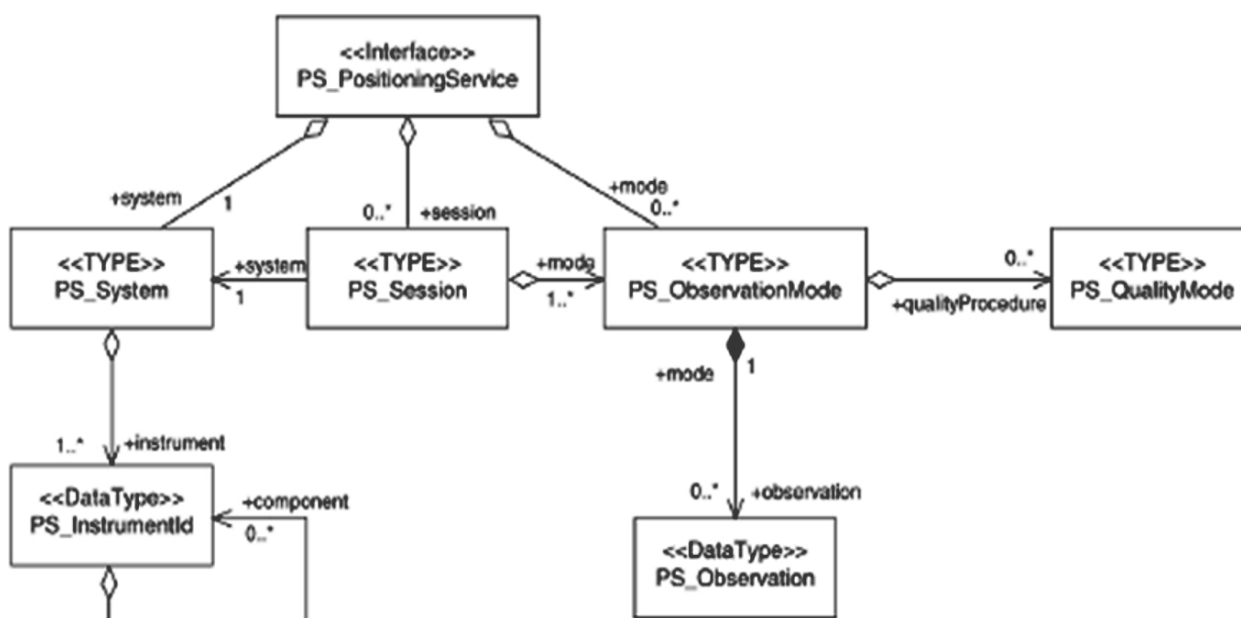 <<Interface>>
PS_PositioningService
+system
1
0..*
+session
+mode
0..*
<<TYPE>>
PS_System
+system
1
<<TYPE>>
PS_Session
+mode
1..*
<<TYPE>>
PS_ObservationMode
0..*
+qualityProcedure
<<TYPE>>
PS_QualityMode
+mode
1
1..*
+instrument
0..*
+observation
<<DataType>>
PS_InstrumentId
+component
0..*
<<DataType>>
PS_Observation